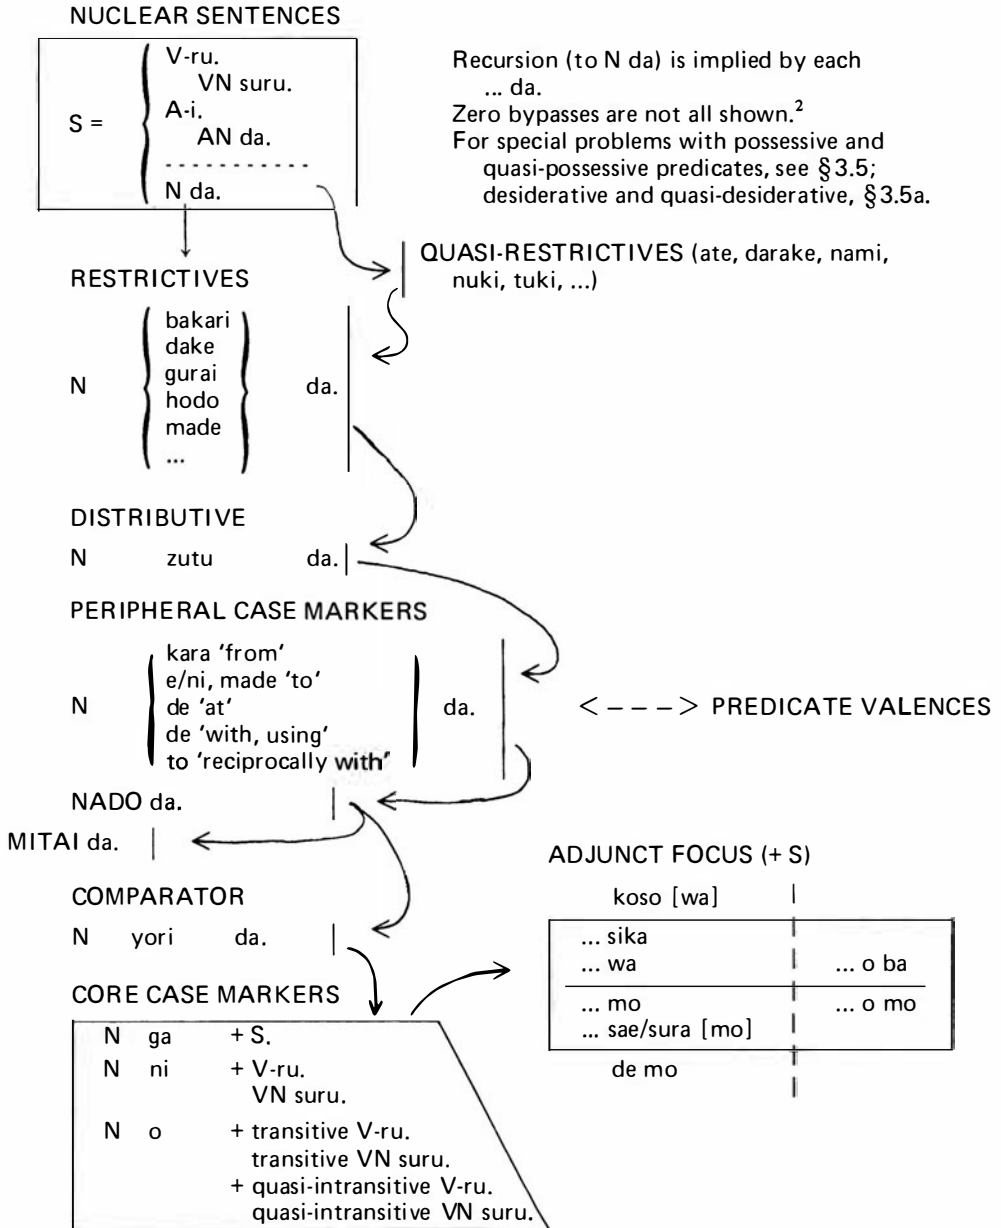 NUCLEAR SENTENCES
S =
V-ru.
VN suru.
A-i.
AN da.
N da.
Recursion (to N da) is implied by each
... da.
Zero bypasses are not all shown.²
For special problems with possessive and
quasi-possessive predicates, see §3.5;
desiderative and quasi-desiderative, §3.5a.
QUASI-RESTRICTIVES (ate, darake, nami,
nuki, tuki, ...)
RESTRICTIVES
bakari
dake
gurai
N hodo da.
made
...
DISTRIBUTIVE
N zutu da.
PERIPHERAL CASE MARKERS
kara 'from'
e/ni, made 'to'
N de 'at' da.
de 'with, using'
to 'reciprocally with'
< – – – > PREDICATE VALENCES
NADO da.
MITAI da.
COMPARATOR
N yori da.
CORE CASE MARKERS
N ga + S.
N ni + V-ru.
VN suru.
N o + transitive V-ru.
transitive VN suru.
+ quasi-intransitive V-ru.
quasi-intransitive VN suru.
ADJUNCT FOCUS (+ S)
koso [wa]
... sika
... wa ... o ba
... mo ... o mo
... sae/sura [mo]
de mo